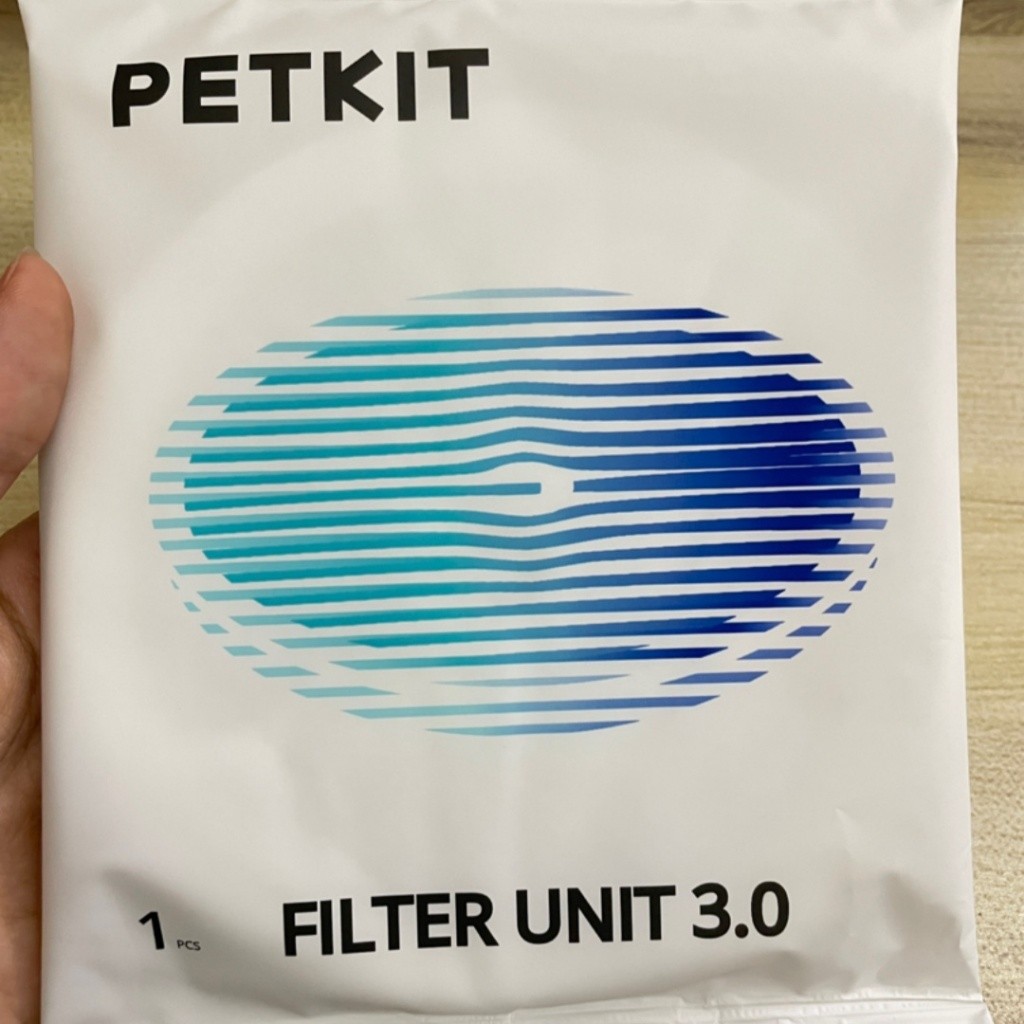 PETKIT
1 PCS FILTER UNIT 3.0